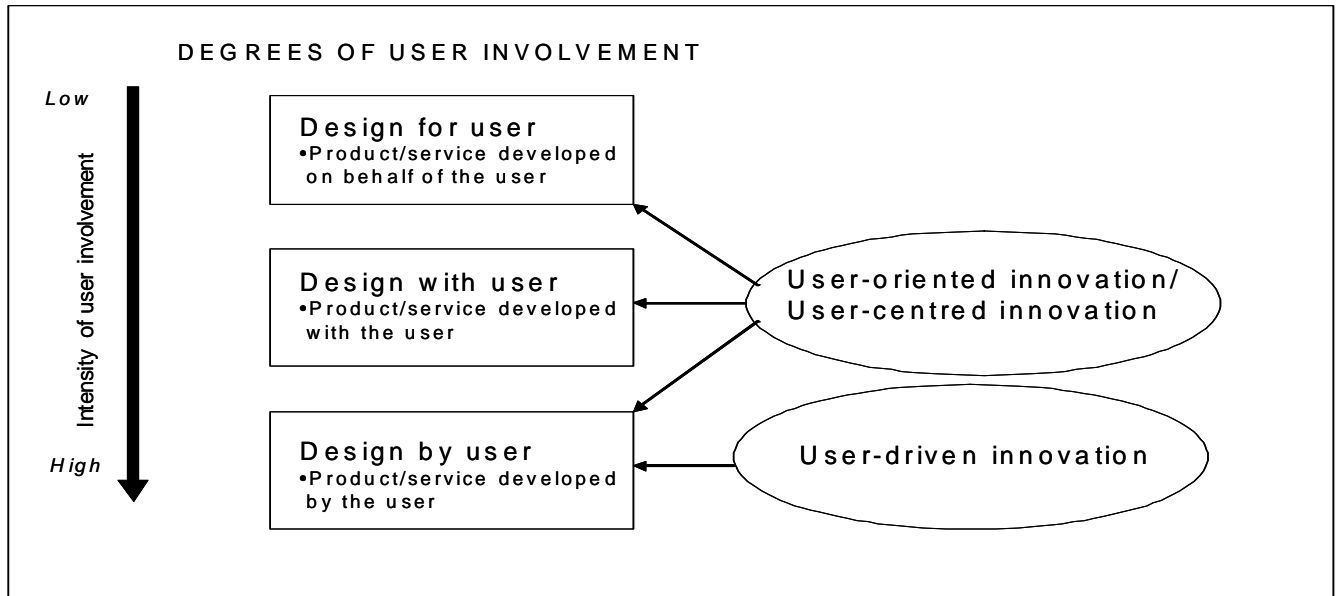 DEGREES OF USER INVOLVEMENT
Low
Intensity of user involvement
High
Design for user
•Product/service developed
on behalf of the user
Design with user
•Product/service developed
with the user
Design by user
•Product/service developed
by the user
User-oriented innovation/
User-centred innovation
User-driven innovation